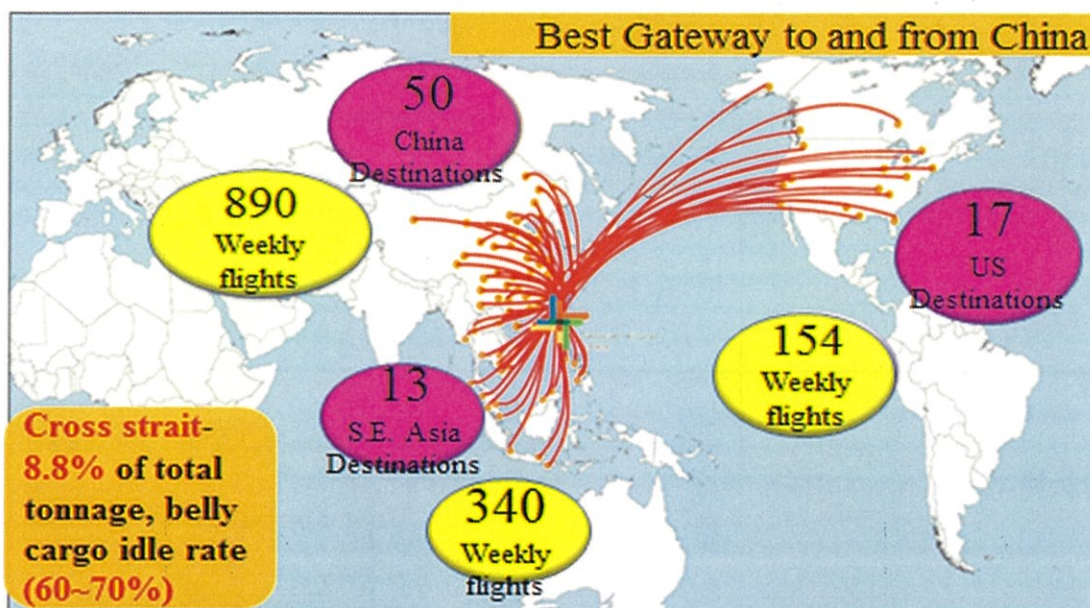 Best Gateway to and from China
50
China
Destinations
890
Weekly
flights
17
US
Destinations
154
Weekly
flights
13
S.E. Asia
Destinations
340
Weekly
flights
Cross strait-
8.8% of total
tonnage, belly
cargo idle rate
(60~70%)